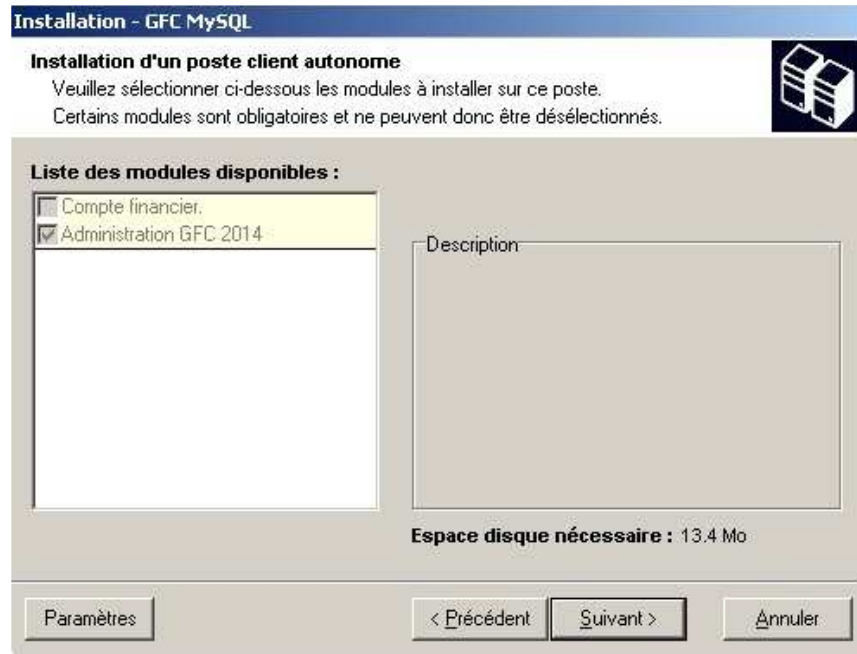 Installation - GFC MySQL
Installation d'un poste client autonome
Veuillez sélectionner ci-dessous les modules à installer sur ce poste.
Certains modules sont obligatoires et ne peuvent donc être désélectionnés.
Liste des modules disponibles :
Compte financier.
Administration GFC 2014
Description
Espace disque nécessaire : 13.4 Mo
Paramètres
< Précédent
Suivant >
Annuler